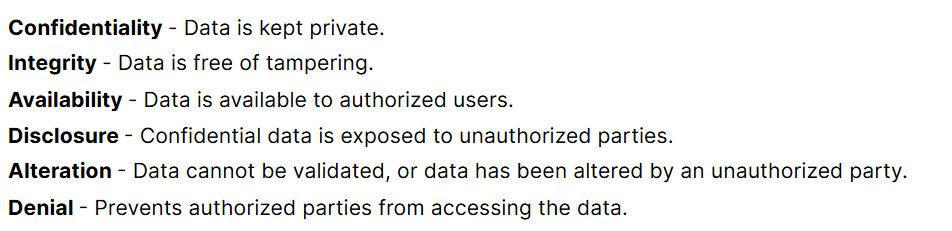 Confidentiality - Data is kept private.
Integrity - Data is free of tampering.
Availability - Data is available to authorized users.
Disclosure - Confidential data is exposed to unauthorized parties.
Alteration - Data cannot be validated, or data has been altered by an unauthorized party.
Denial - Prevents authorized parties from accessing the data.